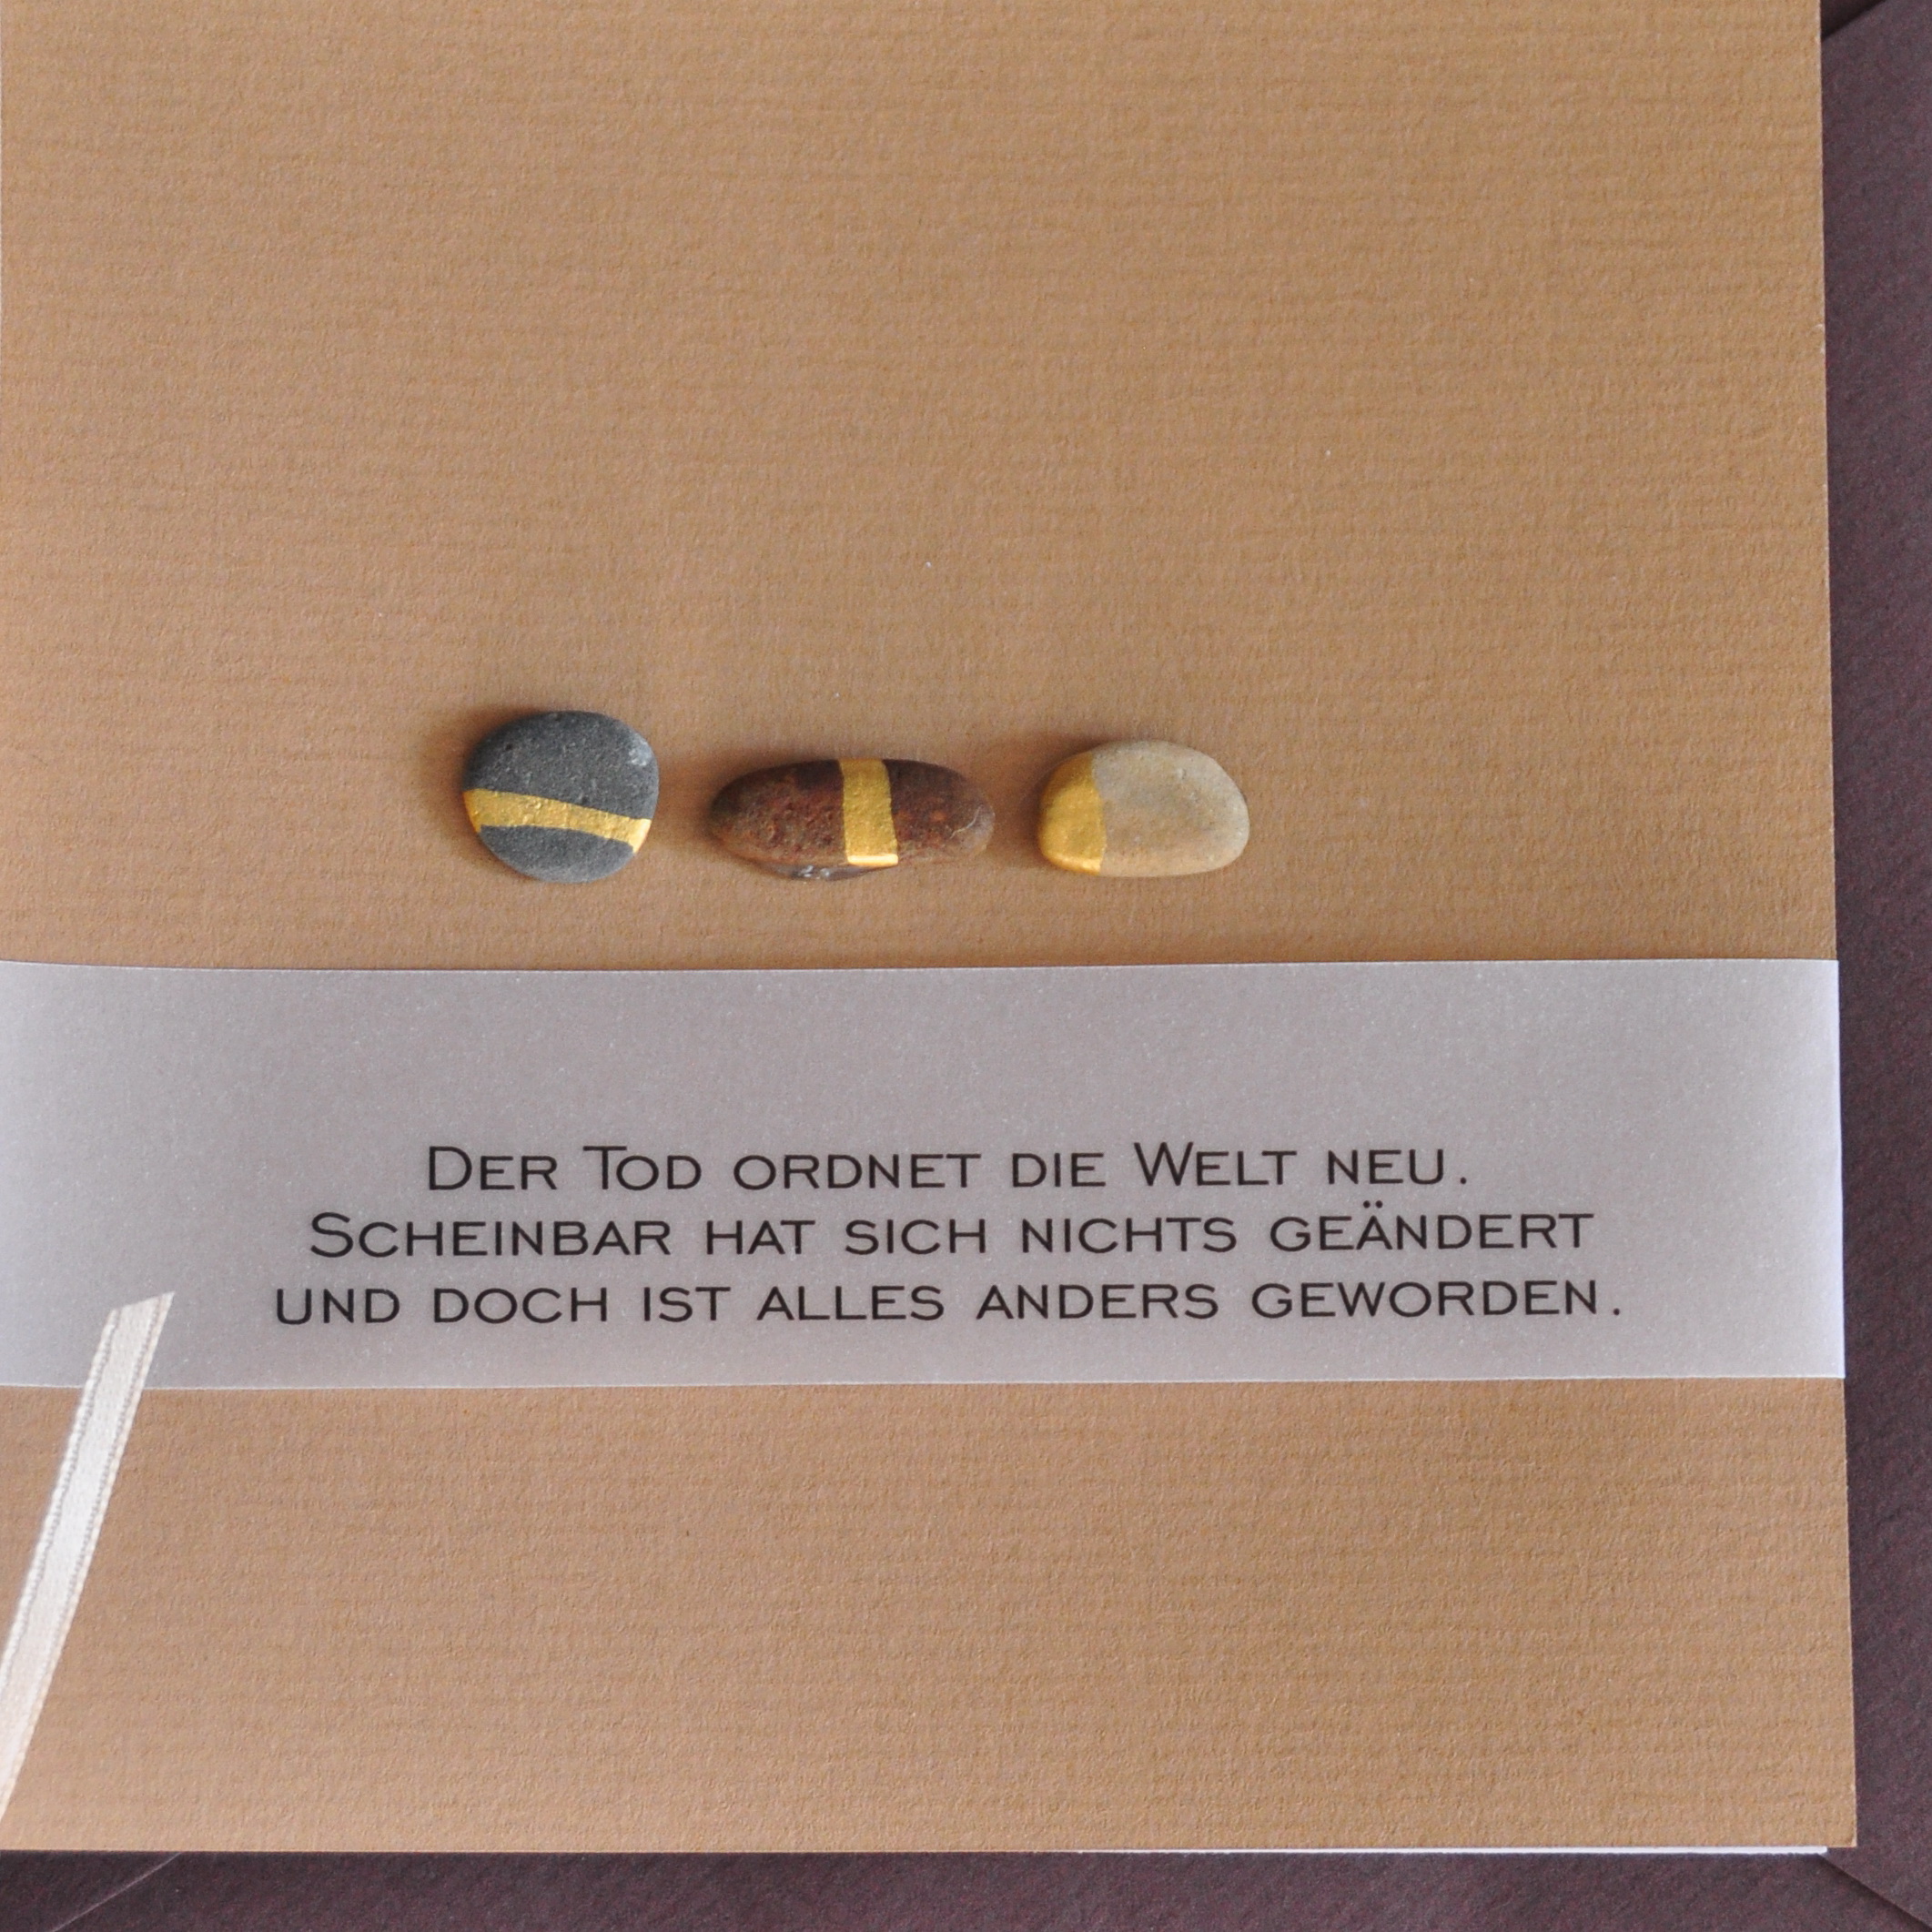 Der Tod ordnet die Welt neu.
Scheinbar hat sich nichts geändert
und doch ist alles anders geworden.